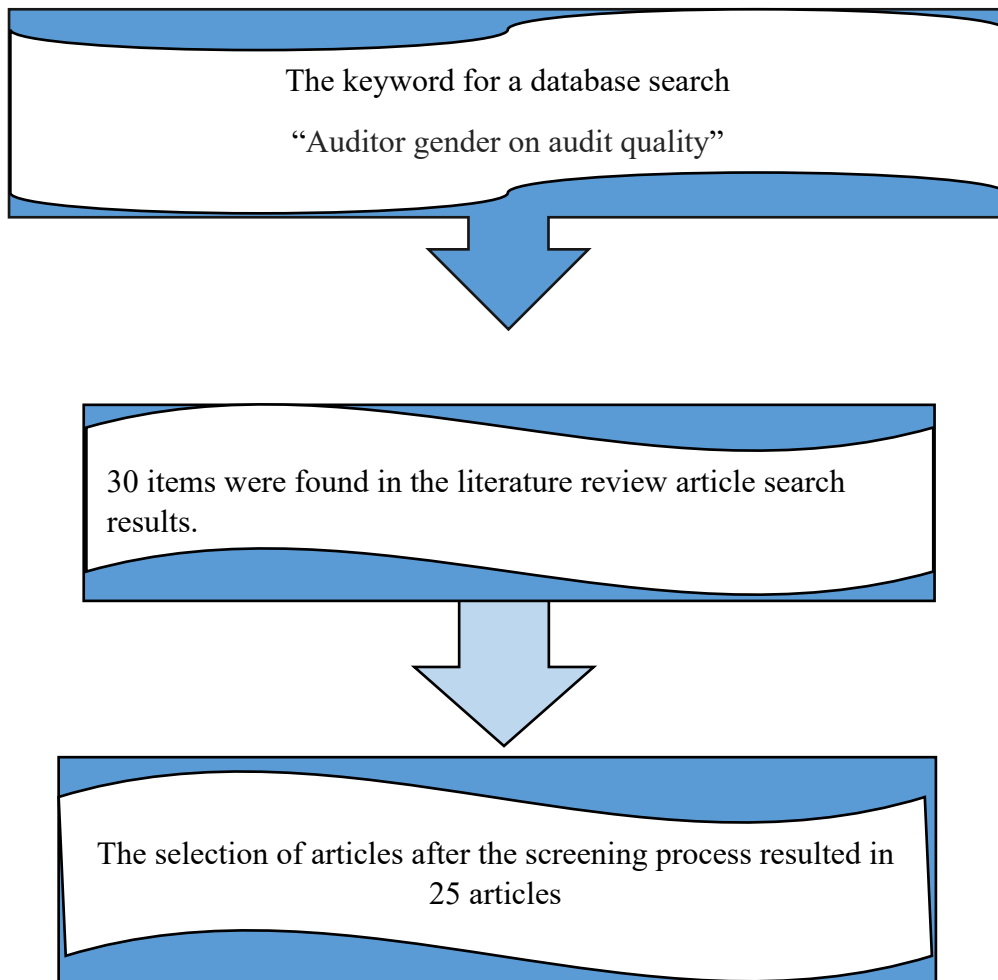 The keyword for a database search
“Auditor gender on audit quality”
30 items were found in the literature review article search
results.
The selection of articles after the screening process resulted in
25 articles